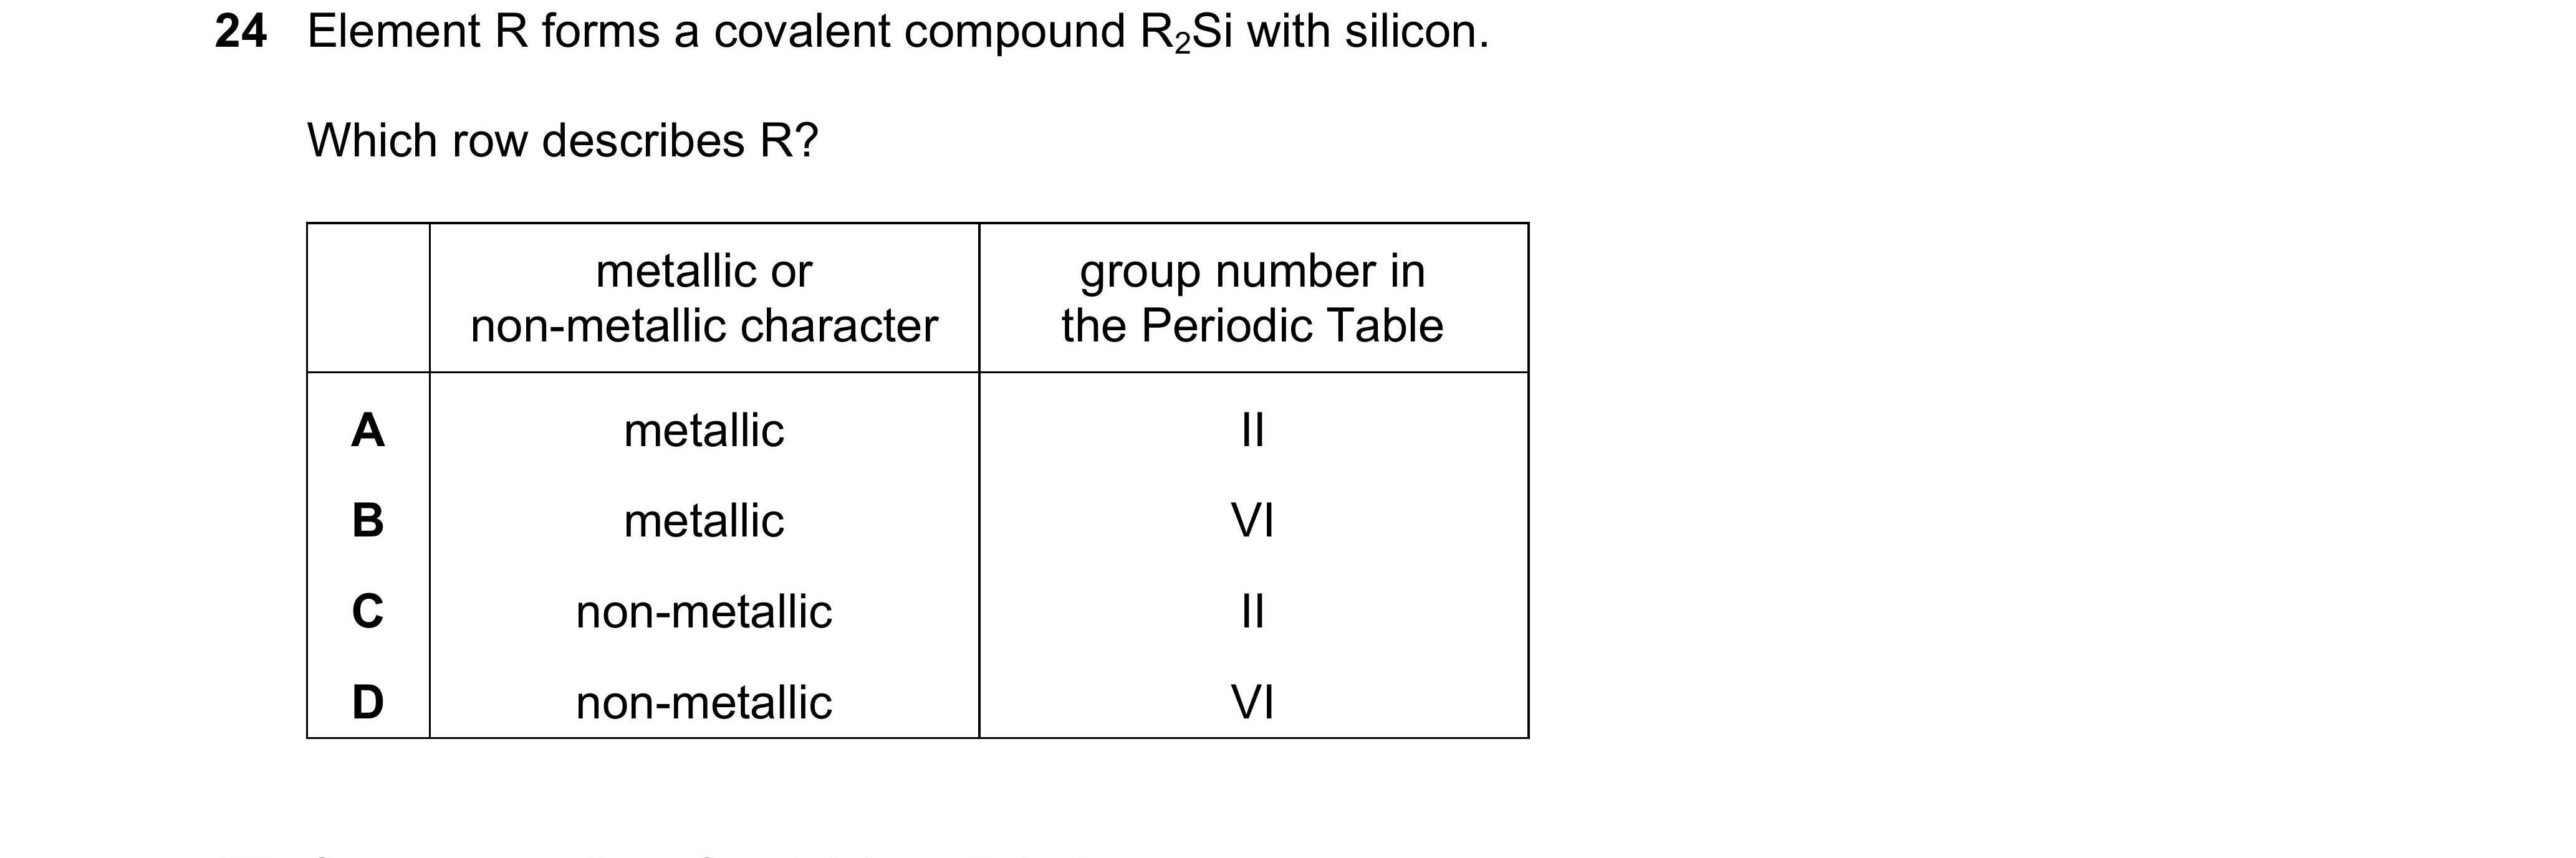 24 Element R forms a covalent compound R₂Si with silicon.
Which row describes R?
metallic or
non-metallic character
group number in
the Periodic Table
A metallic II
B metallic VI
C non-metallic II
D non-metallic VI